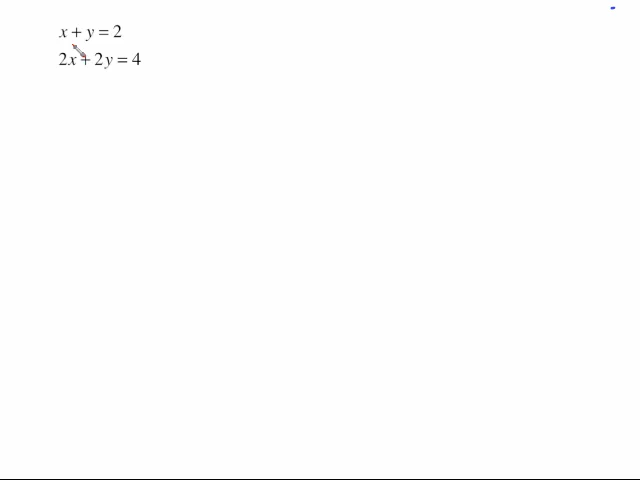 x + y = 2
2x + 2y = 4